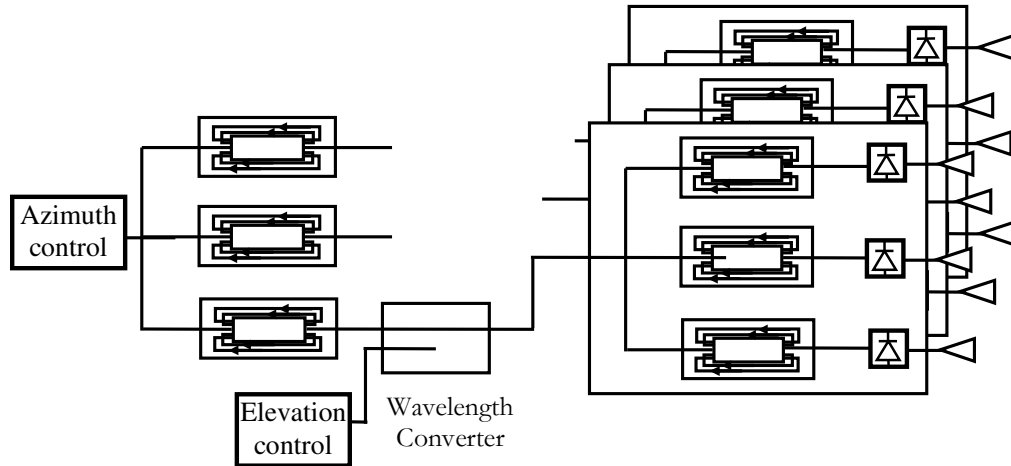 Azimuth
control
Elevation
control
Wavelength
Converter